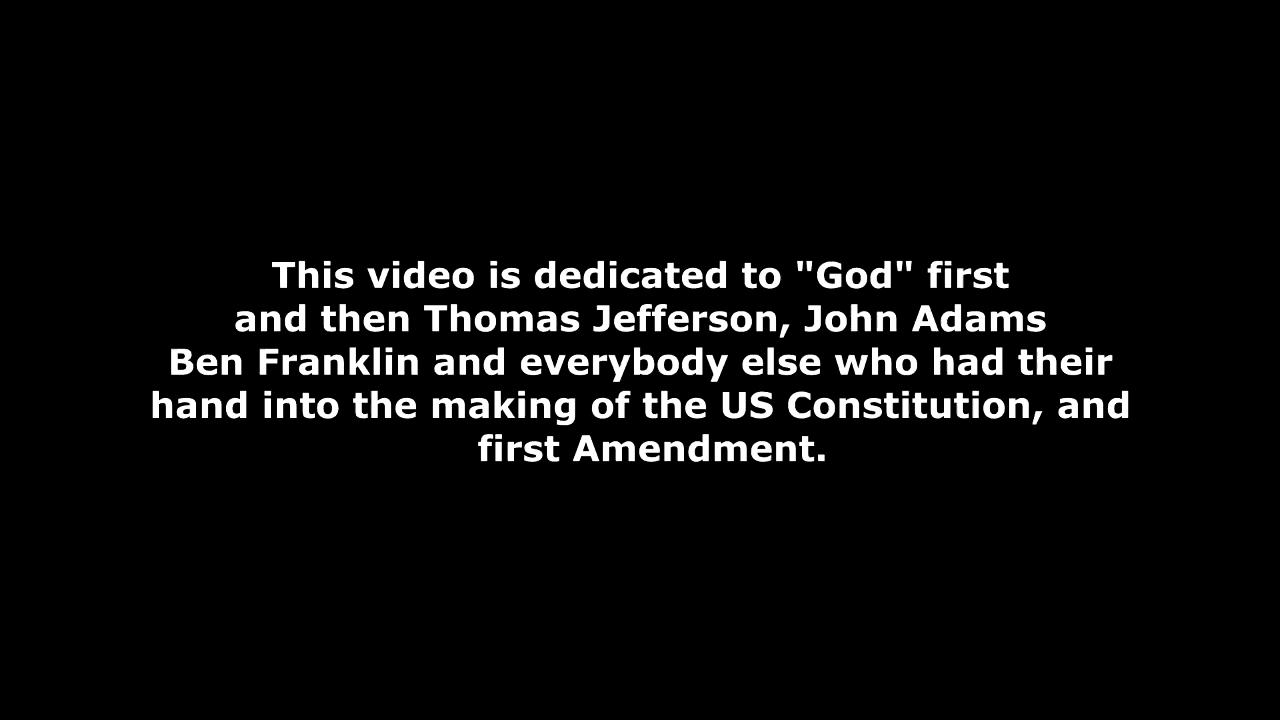 This video is dedicated to "God" first
and then Thomas Jefferson, John Adams
Ben Franklin and everybody else who had their
hand into the making of the US Constitution, and
first Amendment.